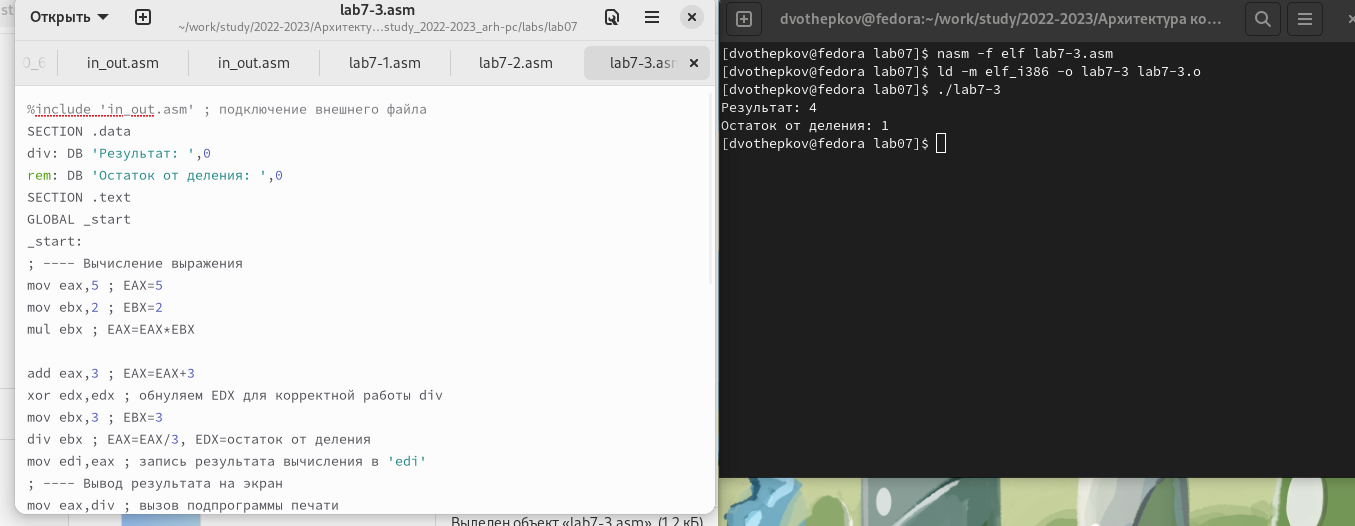 Открыть
lab7-3.asm
~/work/study/2022-2023/Архитекту…study_2022-2023_arh-pc/labs/lab07
0_6
in_out.asm
in_out.asm
lab7-1.asm
lab7-2.asm
lab7-3.asm
%include 'in_out.asm' ; подключение внешнего файла
SECTION .data
div: DB 'Результат: ',0
rem: DB 'Остаток от деления: ',0
SECTION .text
GLOBAL _start
_start:
; ---- Вычисление выражения
mov eax,5 ; EAX=5
mov ebx,2 ; EBX=2
mul ebx ; EAX=EAX*EBX
add eax,3 ; EAX=EAX+3
xor edx,edx ; обнуляем EDX для корректной работы div
mov ebx,3 ; EBX=3
div ebx ; EAX=EAX/3, EDX=остаток от деления
mov edi,eax ; запись результата вычисления в 'edi'
; ---- Вывод результата на экран
mov eax,div ; вызов подпрограммы печати
Выделен объект «lab7-3.asm» (1,2 кБ)
dvothepkov@fedora:~/work/study/2022-2023/Архитектура ко…
[dvothepkov@fedora lab07]$ nasm -f elf lab7-3.asm
[dvothepkov@fedora lab07]$ ld -m elf_i386 -o lab7-3 lab7-3.o
[dvothepkov@fedora lab07]$ ./lab7-3
Результат: 4
Остаток от деления: 1
[dvothepkov@fedora lab07]$